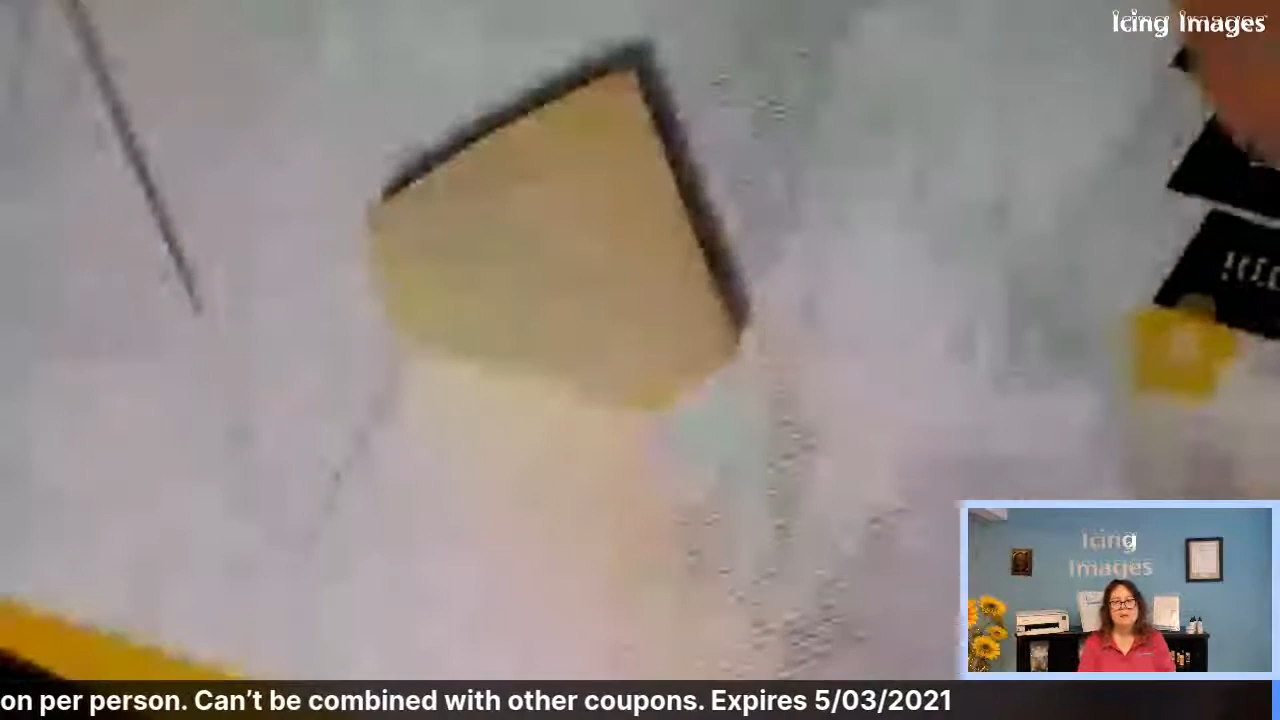 Icing Images
Icing
Images
on per person. Can’t be combined with other coupons. Expires 5/03/2021